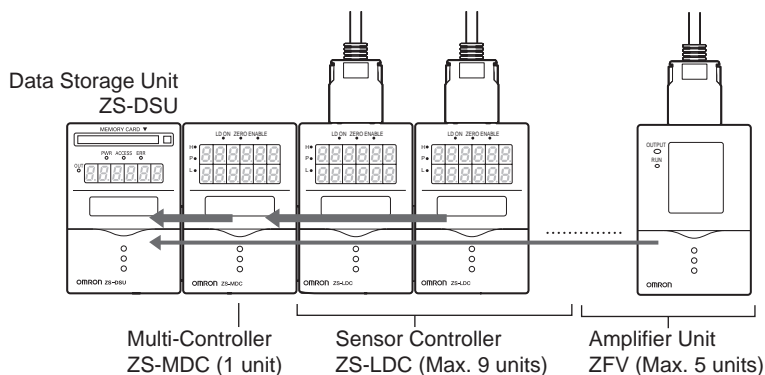 Data Storage Unit
ZS-DSU
MEMORY CARD ▼
PWR ACCESS ERR
OUT
OMRON ZS-DSU
LD ON ZERO ENABLE
H
P
L
OMRON ZS-MDC
LD ON ZERO ENABLE
H
P
L
OMRON ZS-LDC
LD ON ZERO ENABLE
H
P
L
OMRON ZS-LDC
OUTPUT
RUN
OMRON
Multi-Controller
ZS-MDC (1 unit)
Sensor Controller
ZS-LDC (Max. 9 units)
Amplifier Unit
ZFV (Max. 5 units)